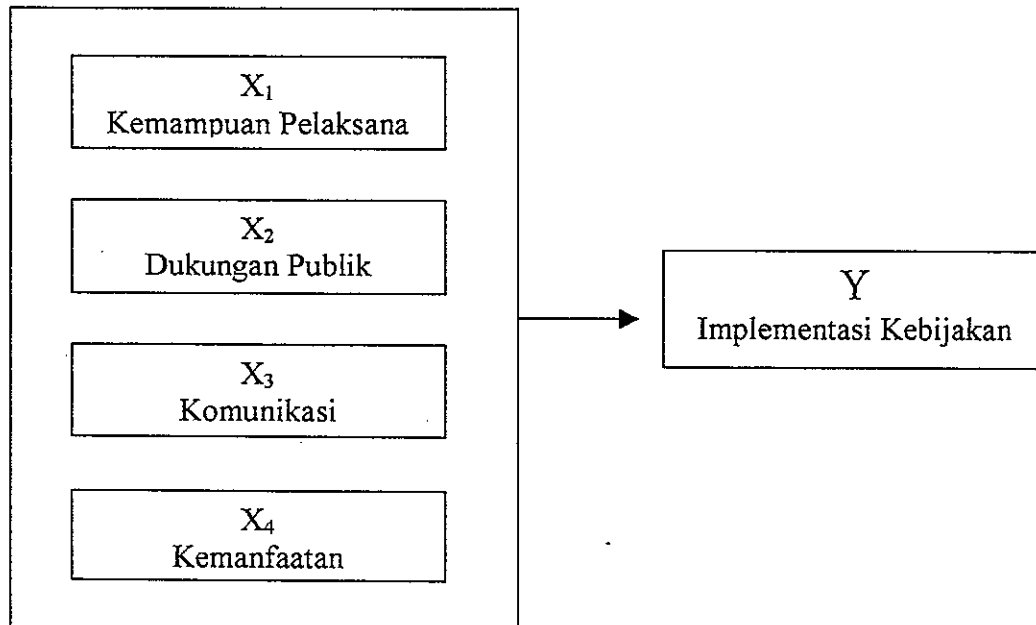 X₁
Kemampuan Pelaksana
X₂
Dukungan Publik
X₃
Komunikasi
X₄
Kemanfaatan
Y
Implementasi Kebijakan